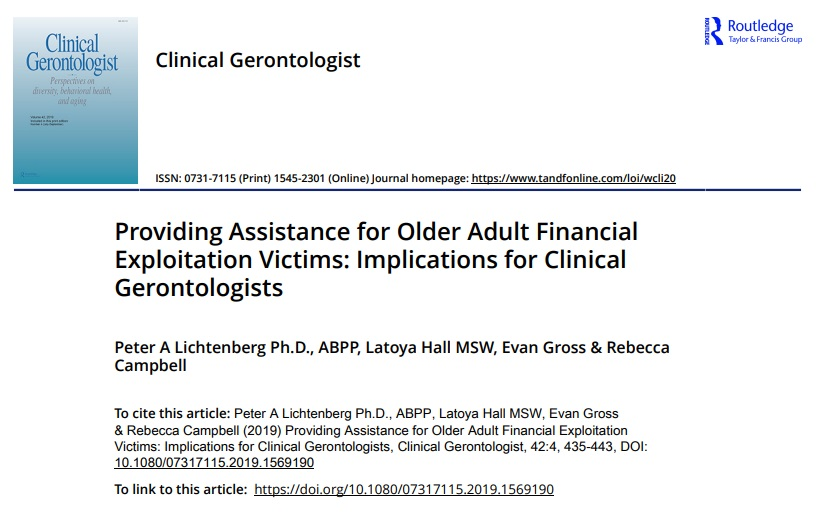 Clinical
Gerontologist
Perspectives on
diversity, behavioral health,
and aging
Clinical Gerontologist
ROUTLEDGE
Routledge
Taylor & Francis Group
ISSN: 0731-7115 (Print) 1545-2301 (Online) Journal homepage: https://www.tandfonline.com/loi/wcli20
Providing Assistance for Older Adult Financial
Exploitation Victims: Implications for Clinical
Gerontologists
Peter A Lichtenberg Ph.D., ABPP, Latoya Hall MSW, Evan Gross & Rebecca
Campbell
To cite this article: Peter A Lichtenberg Ph.D., ABPP, Latoya Hall MSW, Evan Gross
& Rebecca Campbell (2019) Providing Assistance for Older Adult Financial Exploitation
Victims: Implications for Clinical Gerontologists, Clinical Gerontologist, 42:4, 435-443, DOI:
10.1080/07317115.2019.1569190
To link to this article: https://doi.org/10.1080/07317115.2019.1569190